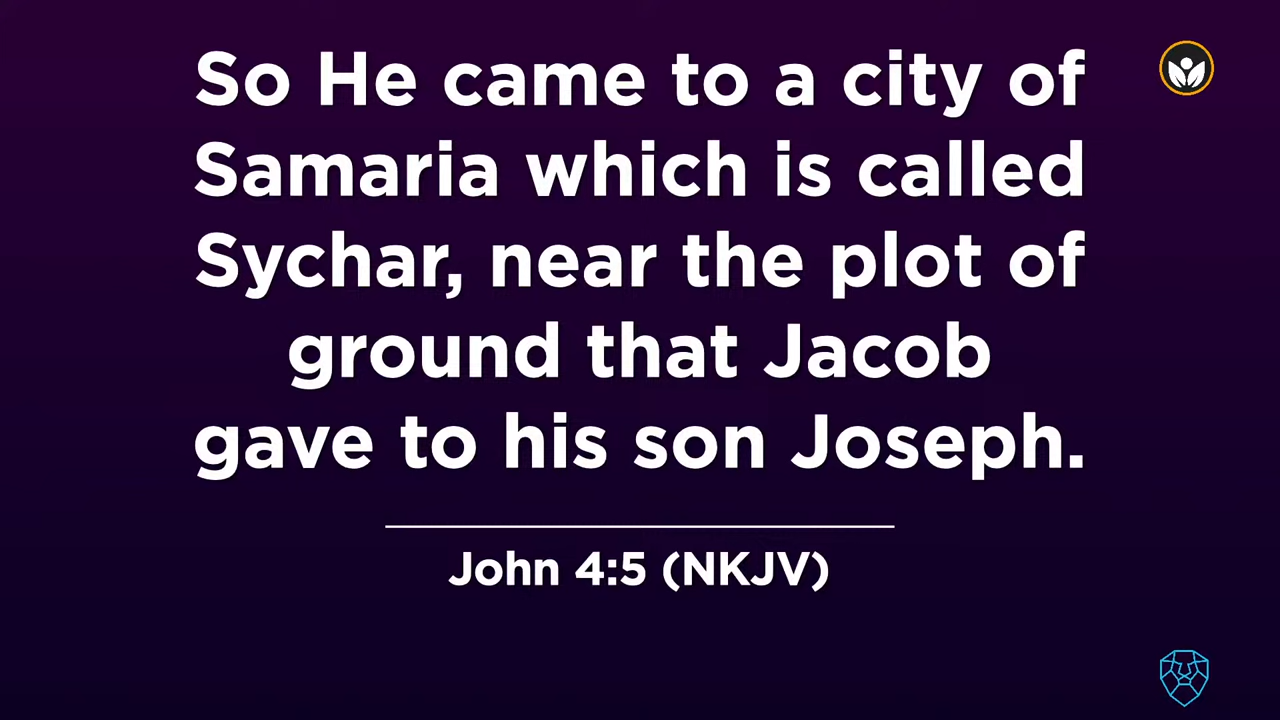 So He came to a city of
Samaria which is called
Sychar, near the plot of
ground that Jacob
gave to his son Joseph.
John 4:5 (NKJV)